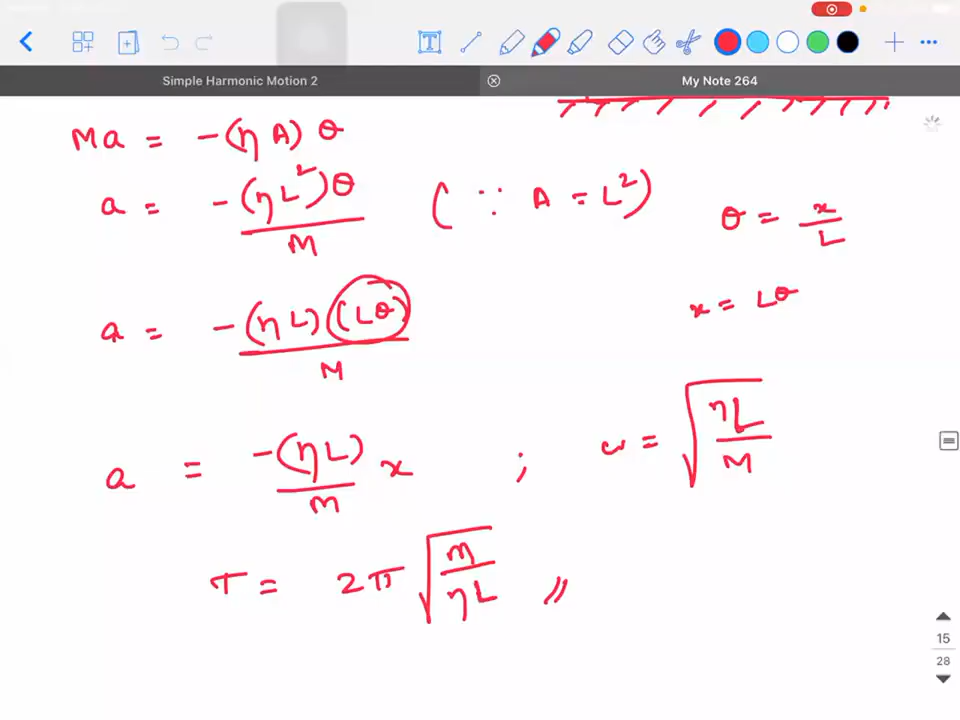 Simple Harmonic Motion 2
My Note 264
Ma = -(η A) θ
a = -(ηL²)θ / M (∵ A = L²)
θ = x / L
x = Lθ
a = -(ηL)(Lθ) / M
a = -(ηL) / M x ; ω = √(ηL / M)
T = 2π √(M / ηL) //
15
28